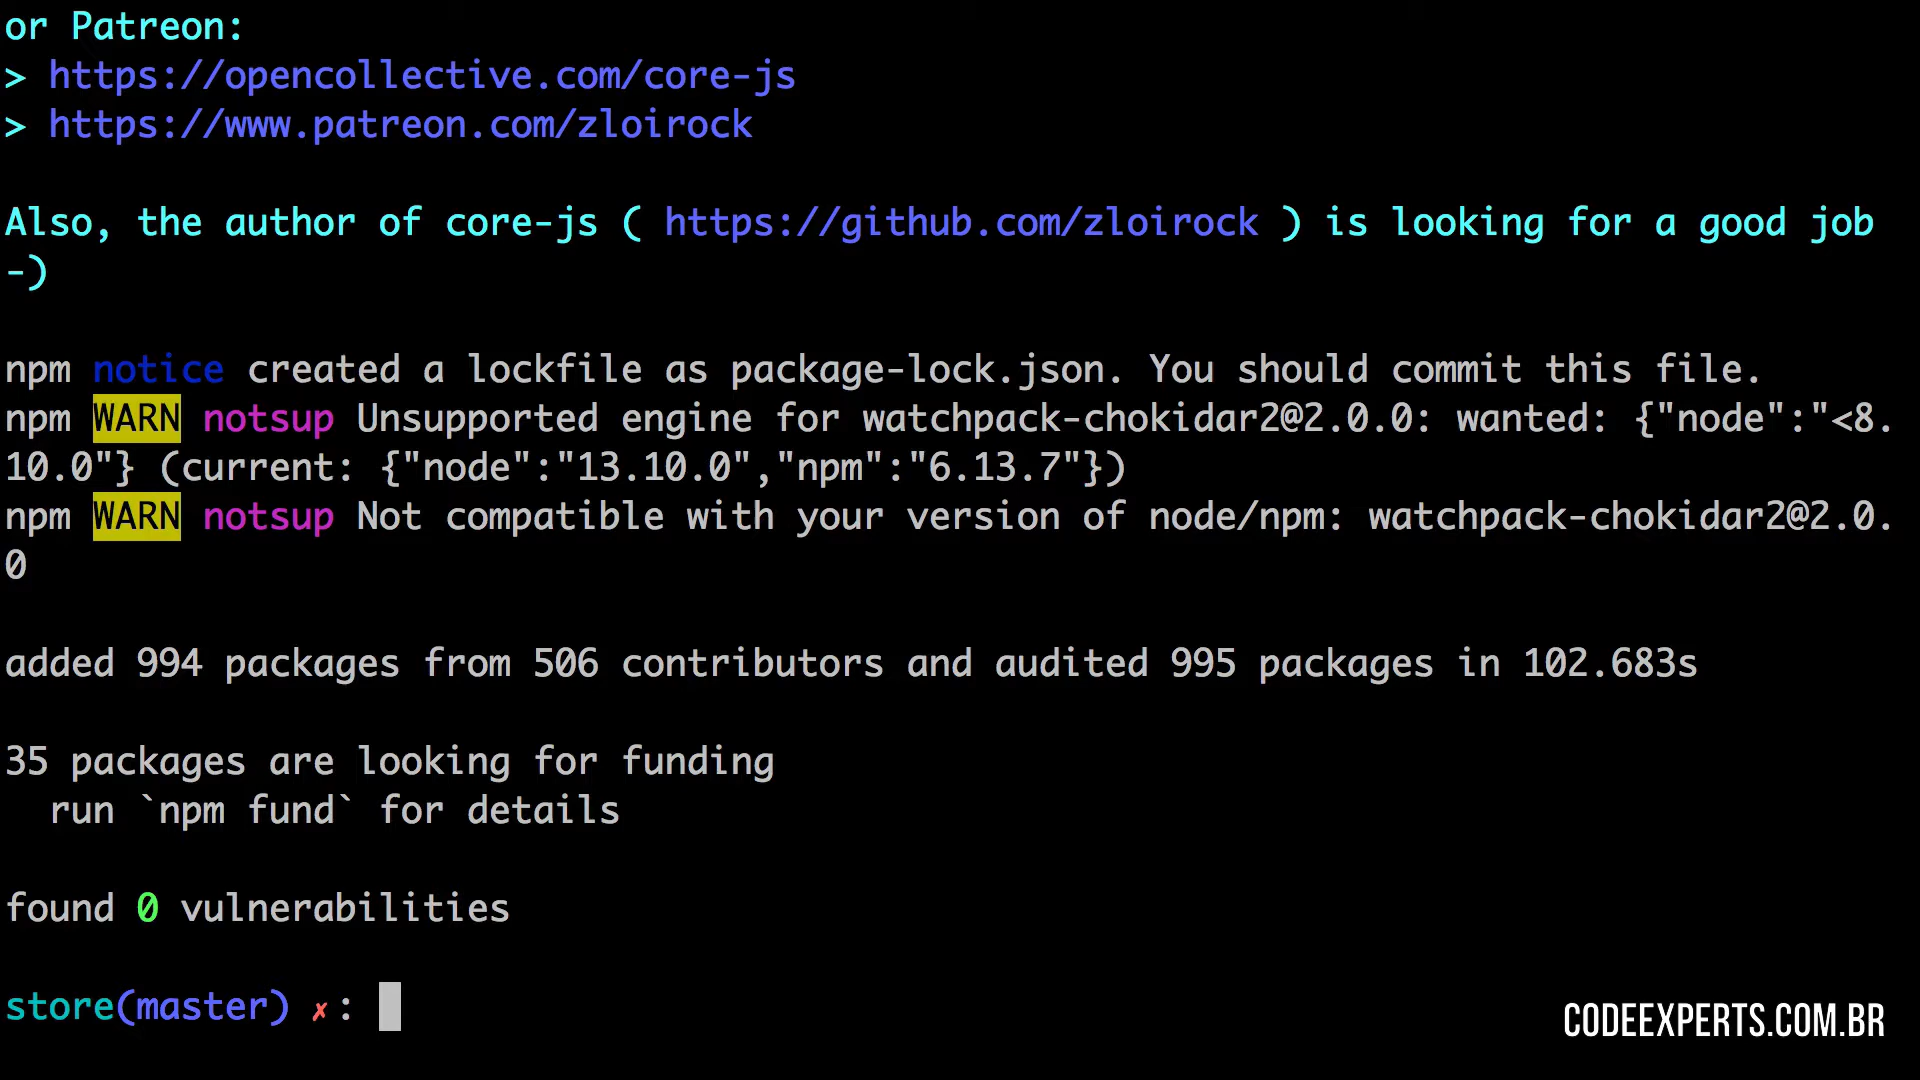 or Patreon:
> https://opencollective.com/core-js
> https://www.patreon.com/zloirock
Also, the author of core-js ( https://github.com/zloirock ) is looking for a good job
-)
npm notice created a lockfile as package-lock.json. You should commit this file.
npm WARN notsup Unsupported engine for watchpack-chokidar2@2.0.0: wanted: {"node":"<8.
10.0"} (current: {"node":"13.10.0","npm":"6.13.7"})
npm WARN notsup Not compatible with your version of node/npm: watchpack-chokidar2@2.0.
0
added 994 packages from 506 contributors and audited 995 packages in 102.683s
35 packages are looking for funding
  run `npm fund` for details
found 0 vulnerabilities
store(master) ✗:
CODEEXPERTS.COM.BR